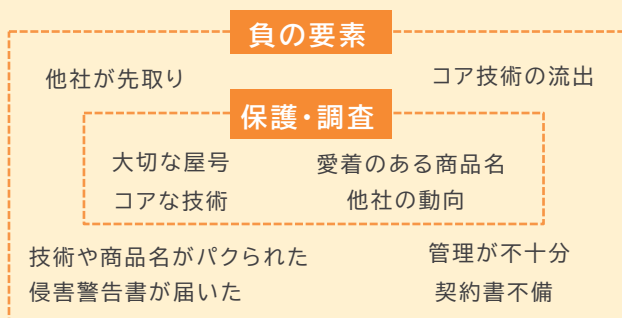 負の要素
他社が先取り
コア技術の流出
保護・調査
大切な屋号
愛着のある商品名
コアな技術
他社の動向
技術や商品名がパクられた
管理が不十分
侵害警告書が届いた
契約書不備